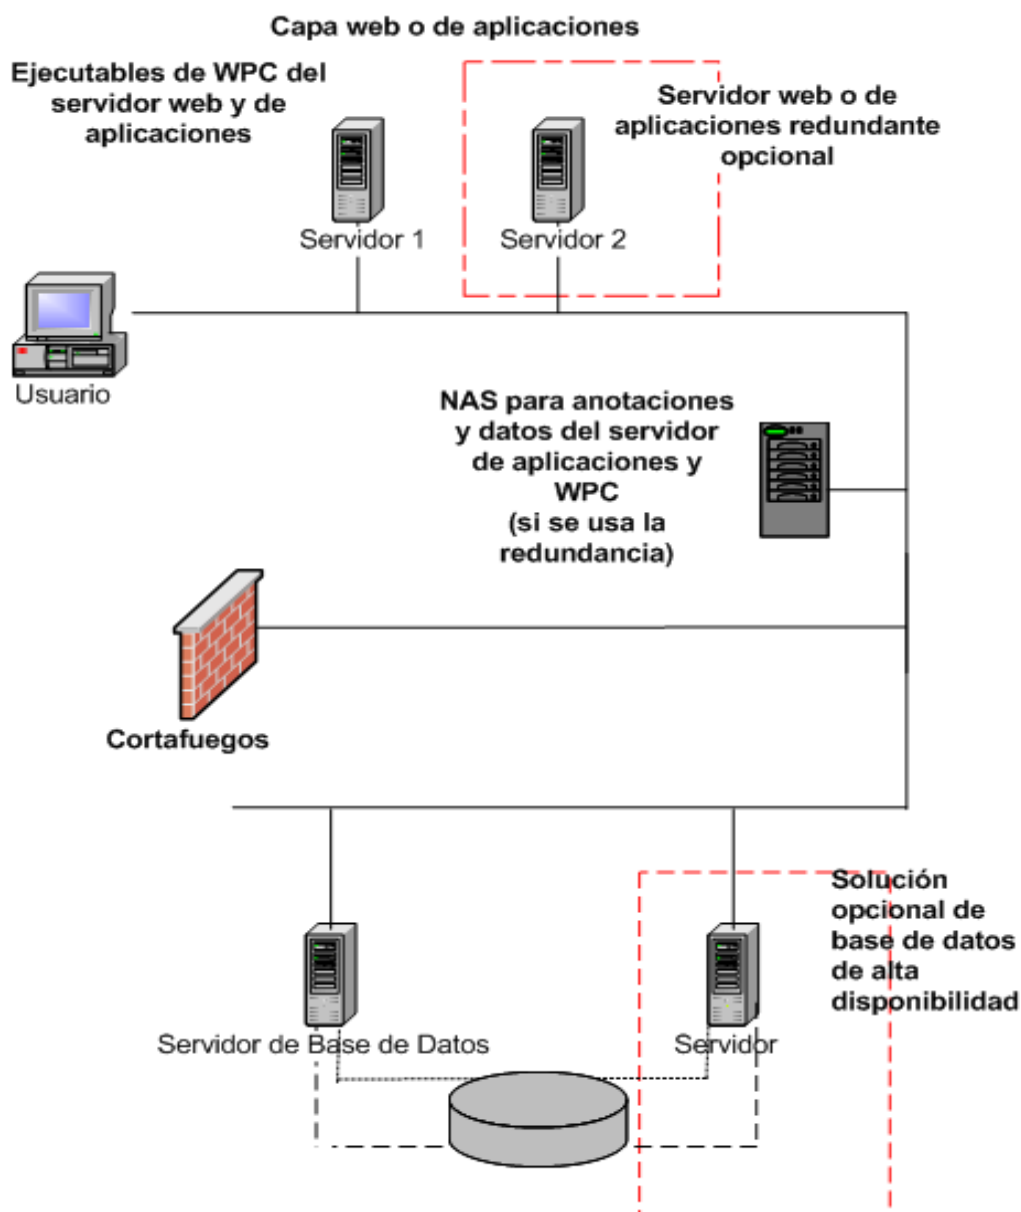 Capa web o de aplicaciones
Ejecutables de WPC del
servidor web y de
aplicaciones
Servidor web o de
aplicaciones redundante
opcional
Servidor 1
Servidor 2
Usuario
NAS para anotaciones
y datos del servidor
de aplicaciones y
WPC
(si se usa la
redundancia)
Cortafuegos
Solución
opcional de
base de datos
de alta
disponibilidad
Servidor de Base de Datos
Servidor